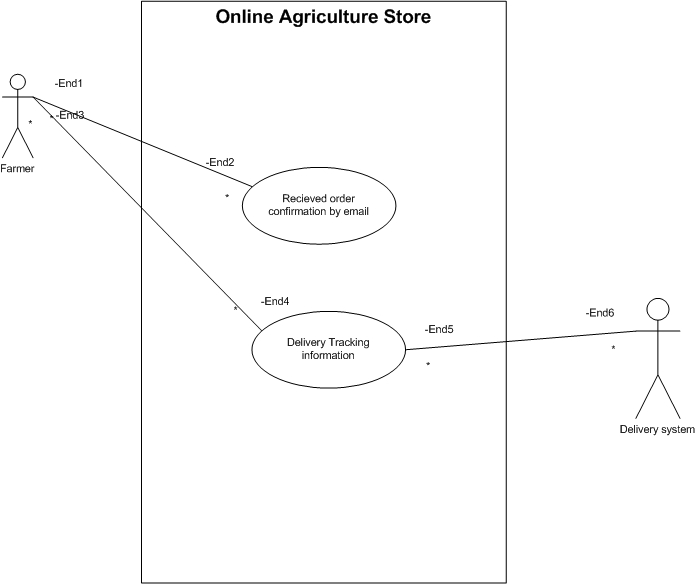 Online Agriculture Store
-End1
-End3
*
*
Farmer
-End2
*
Recieved order
confirmation by email
-End4
*
Delivery Tracking
information
-End5
*
-End6
*
Delivery system